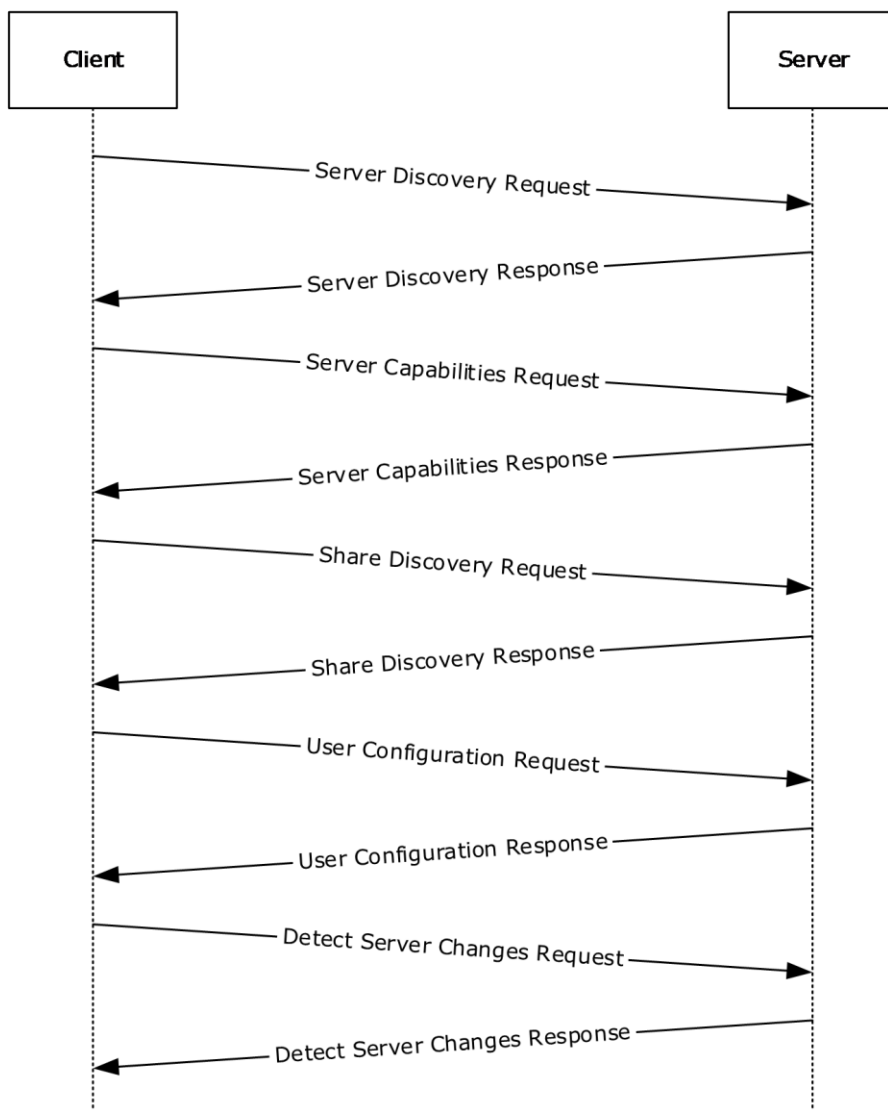 Client
Server
Server Discovery Request
Server Discovery Response
Server Capabilities Request
Server Capabilities Response
Share Discovery Request
Share Discovery Response
User Configuration Request
User Configuration Response
Detect Server Changes Request
Detect Server Changes Response